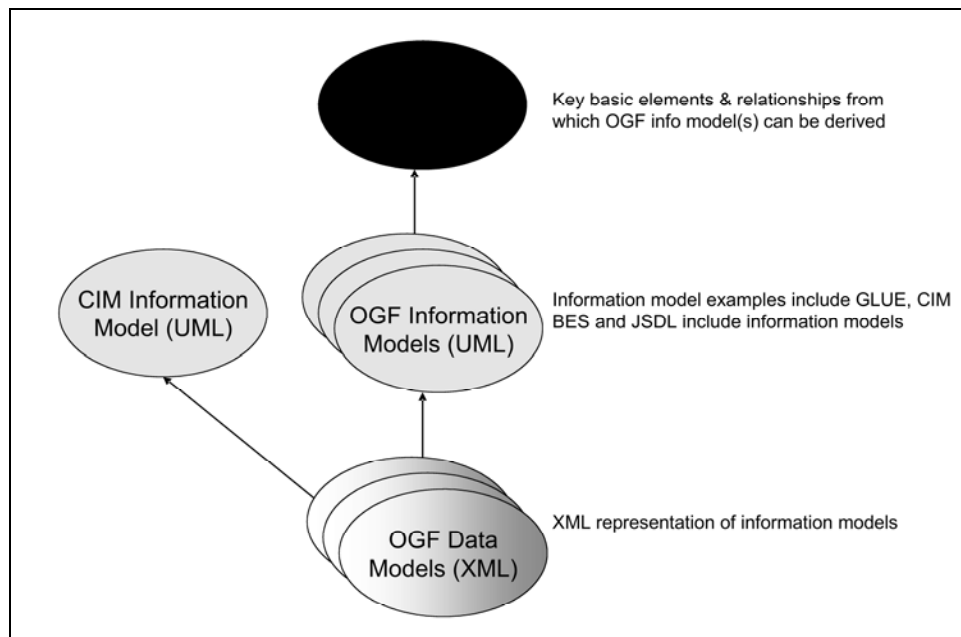 Key basic elements & relationships from
which OGF info model(s) can be derived
CIM Information
Model (UML)
OGF Information
Models (UML)
Information model examples include GLUE, CIM
BES and JSDL include information models
OGF Data
Models (XML)
XML representation of information models